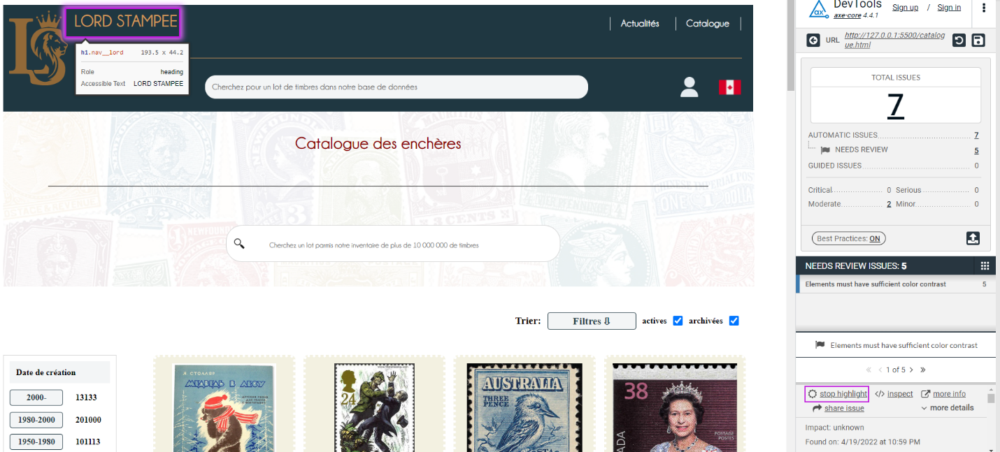 LORD STAMPEE
Actualités
Catalogue
h1.nav__lord 193.5 x 44.2
Role heading
Accessible Text LORD STAMPEE
Cherchez pour un lot de timbres dans notre base de données
Catalogue des enchères
Cherchez un lot parmis notre inventaire de plus de 10 000 000 de timbres
Trier:
Filtres ⇩
actives
archivées
Date de création
2000- 13133
1980-2000 201000
1950-1980 101113
Я СТОЛЯР
24
AUSTRALIA
THREE
PENCE
38
POSTAGE
POSTES
CANADA
DevTools
axe-core 4.4.1
Sign up / Sign in
URL
http://127.0.0.1:5500/catalog
ue.html
TOTAL ISSUES
7
AUTOMATIC ISSUES 7
NEEDS REVIEW 5
GUIDED ISSUES 0
Critical 0 Serious 0
Moderate 2 Minor 0
Best Practices: ON
NEEDS REVIEW ISSUES: 5
Elements must have sufficient color contrast 5
Elements must have sufficient color contrast
« < 1 of 5 > »
stop highlight </> inspect more info
share issue more details
Impact: unknown
Found on: 4/19/2022 at 10:59 PM